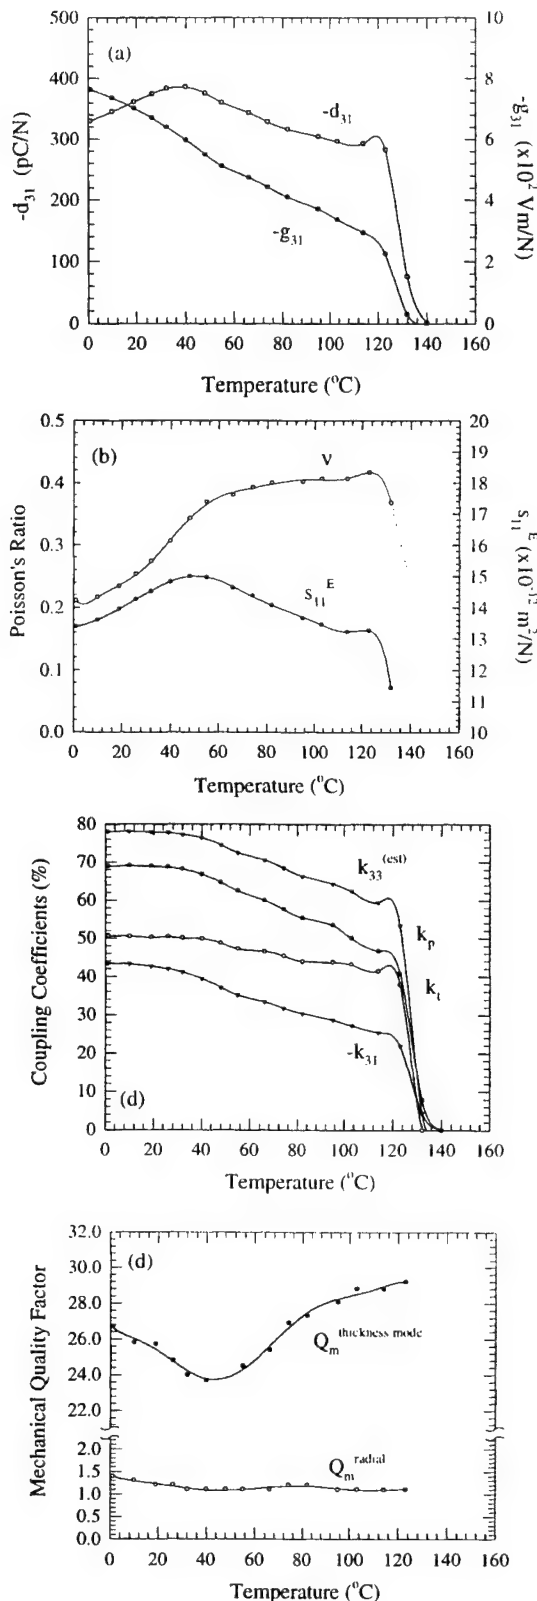 500
400
300
200
100
0
-d₃₁ (pC/N)
(a)
-d₃₁
-g₃₁
10
8
6
4
2
0
-g₃₁ (x10² Vm/N)
0 20 40 60 80 100 120 140 160
Temperature (°C)
0.5
0.4
0.3
0.2
0.1
0.0
Poisson's Ratio
(b)
ν
s₁₁ᴱ
20
19
18
17
16
15
14
13
12
11
10
s₁₁ᴱ (x10⁻¹² m²/N)
0 20 40 60 80 100 120 140 160
Temperature (°C)
80
70
60
50
40
30
20
10
0
Coupling Coefficients (%)
k₃₃⁽ᵉˢᵗ⁾
kₚ
kₜ
-k₃₁
(d)
0 20 40 60 80 100 120 140 160
Temperature (°C)
32.0
30.0
28.0
26.0
24.0
22.0
2.0
1.5
1.0
0.5
0.0
Mechanical Quality Factor
(d)
Qₘ thickness mode
Qₘ radial
0 20 40 60 80 100 120 140 160
Temperature (°C)